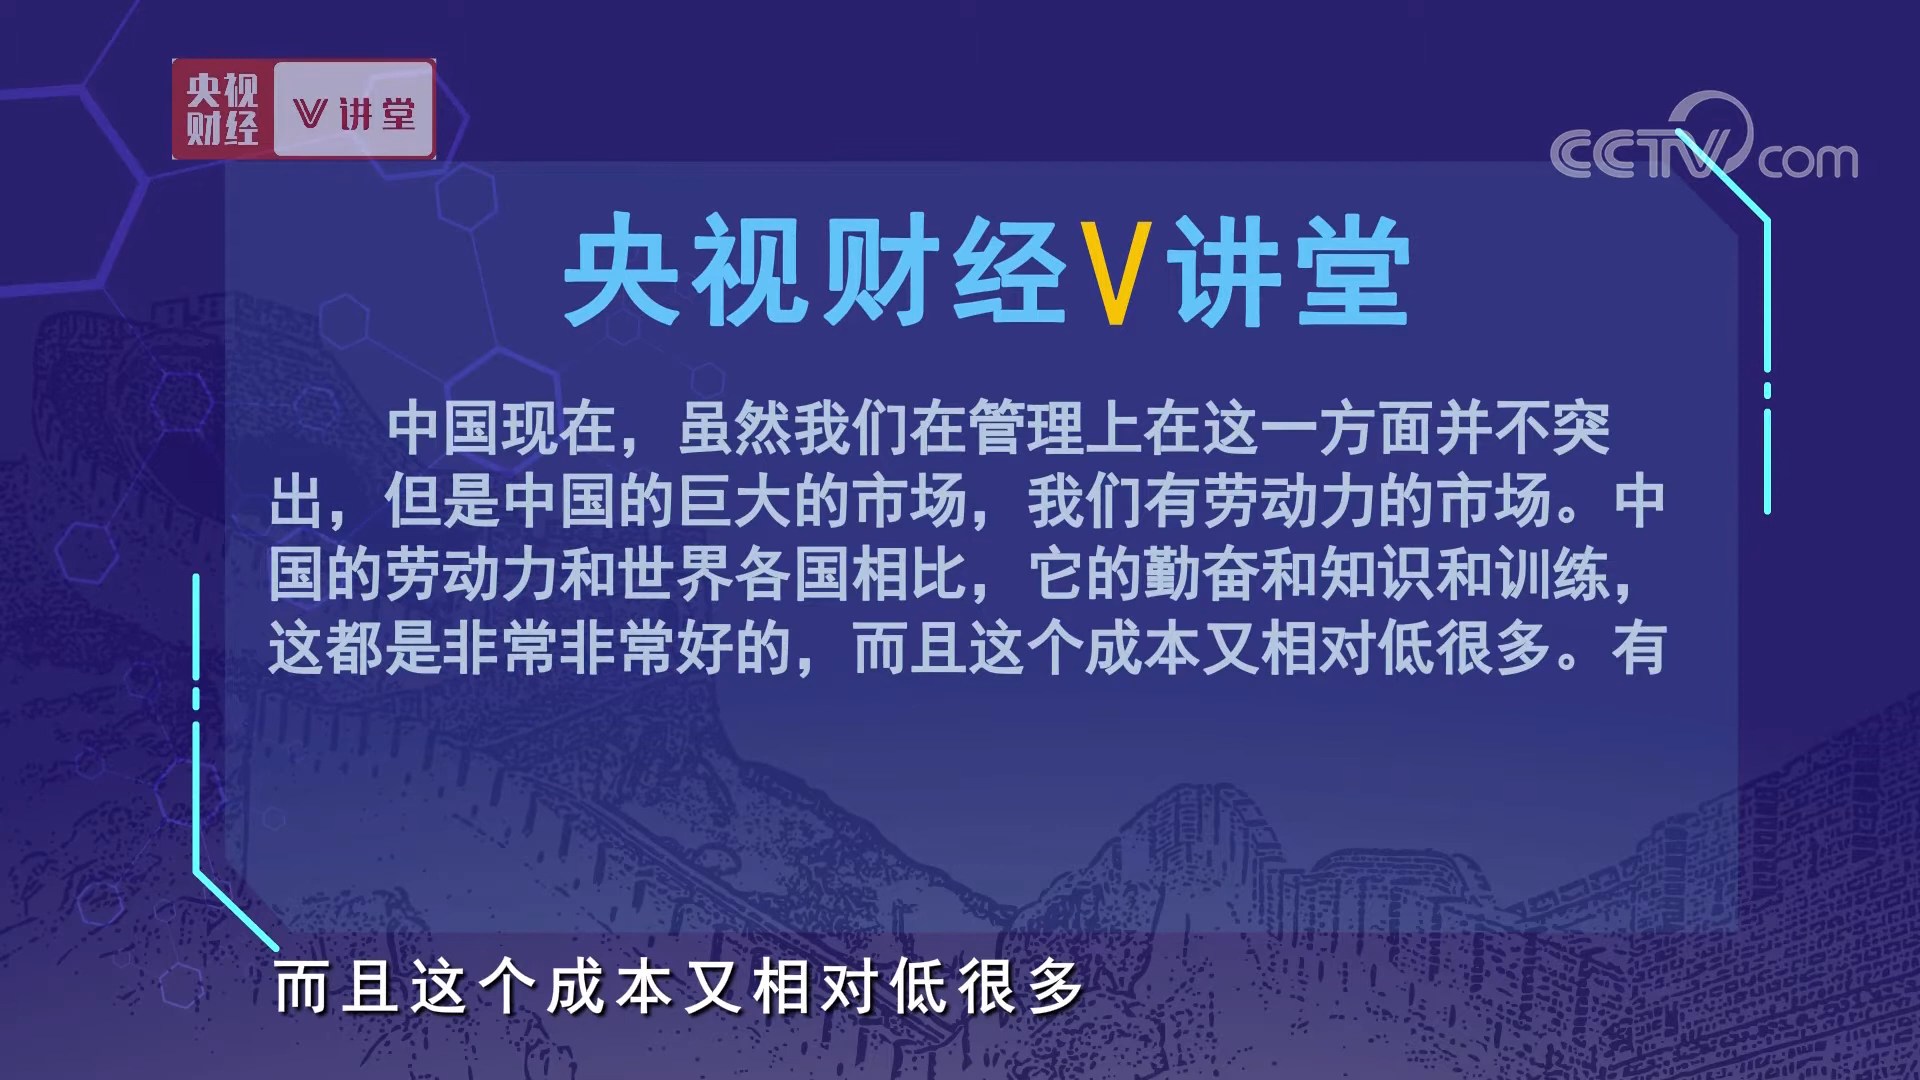 央视
财经
V讲堂
CCTV.com
央视财经V讲堂
中国现在，虽然我们在管理上在这一方面并不突
出，但是中国的巨大的市场，我们有劳动力的市场。中
国的劳动力和世界各国相比，它的勤奋和知识和训练，
这都是非常非常好的，而且这个成本又相对低很多。有
而且这个成本又相对低很多